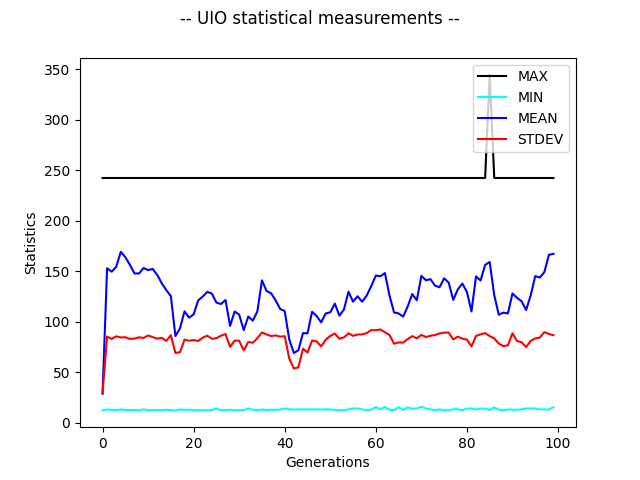 -- UIO statistical measurements --
350
300
250
200
150
100
50
0
Statistics
MAX
MIN
MEAN
STDEV
0 20 40 60 80 100
Generations